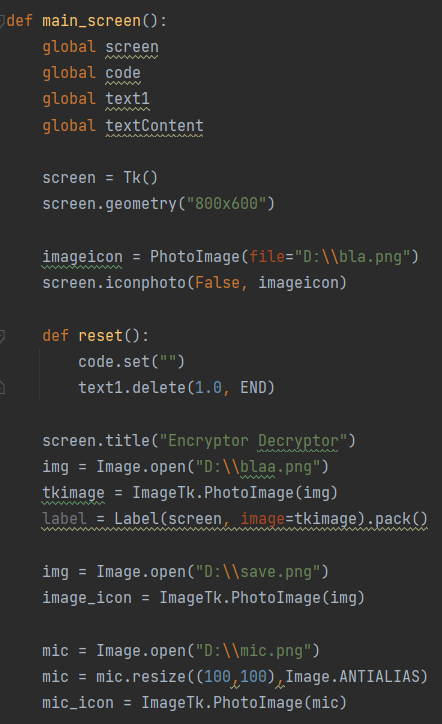 def main_screen():
    global screen
    global code
    global text1
    global textContent

    screen = Tk()
    screen.geometry("800x600")

    imageicon = PhotoImage(file="D:\\bla.png")
    screen.iconphoto(False, imageicon)

    def reset():
        code.set("")
        text1.delete(1.0, END)

    screen.title("Encryptor Decryptor")
    img = Image.open("D:\\blaa.png")
    tkimage = ImageTk.PhotoImage(img)
    label = Label(screen, image=tkimage).pack()

    img = Image.open("D:\\save.png")
    image_icon = ImageTk.PhotoImage(img)

    mic = Image.open("D:\\mic.png")
    mic = mic.resize((100,100),Image.ANTIALIAS)
    mic_icon = ImageTk.PhotoImage(mic)